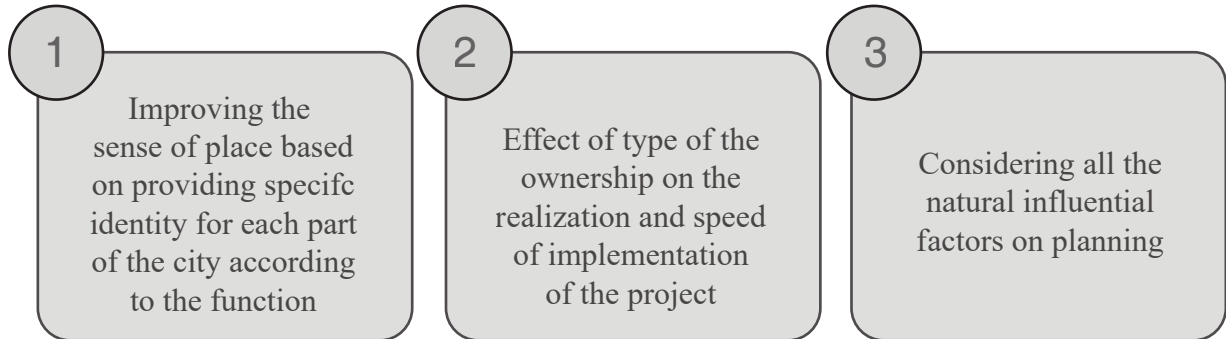 1
Improving the
sense of place based
on providing specifc
identity for each part
of the city according
to the function
2
Effect of type of the
ownership on the
realization and speed
of implementation
of the project
3
Considering all the
natural influential
factors on planning